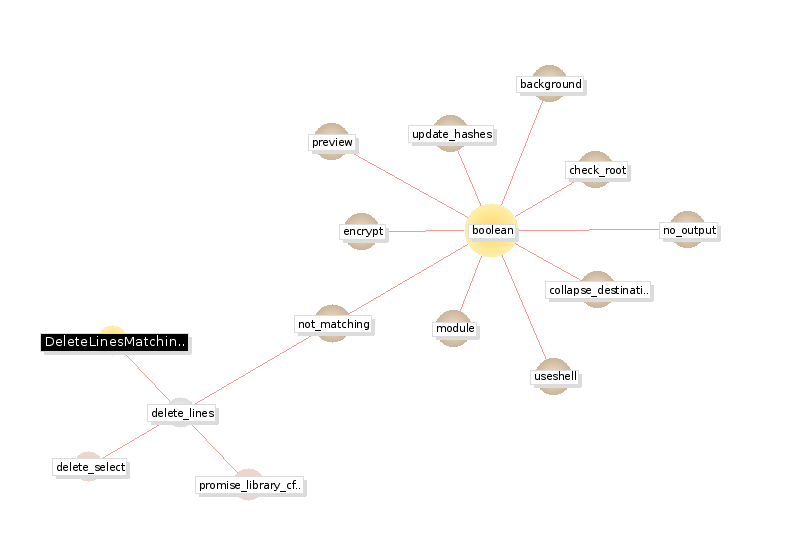 background
update_hashes
preview
check_root
encrypt
boolean
no_output
collapse_destinati..
not_matching
module
DeleteLinesMatchin..
useshell
delete_lines
delete_select
promise_library_cf..